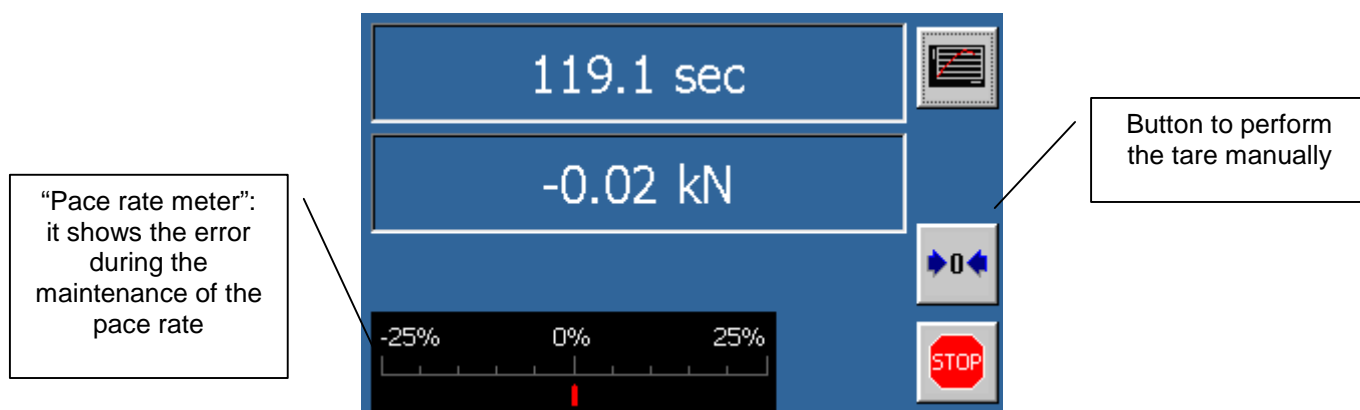 119.1 sec
-0.02 kN
“Pace rate meter”:
it shows the error
during the
maintenance of the
pace rate
-25% 0% 25%
Button to perform
the tare manually
0
STOP